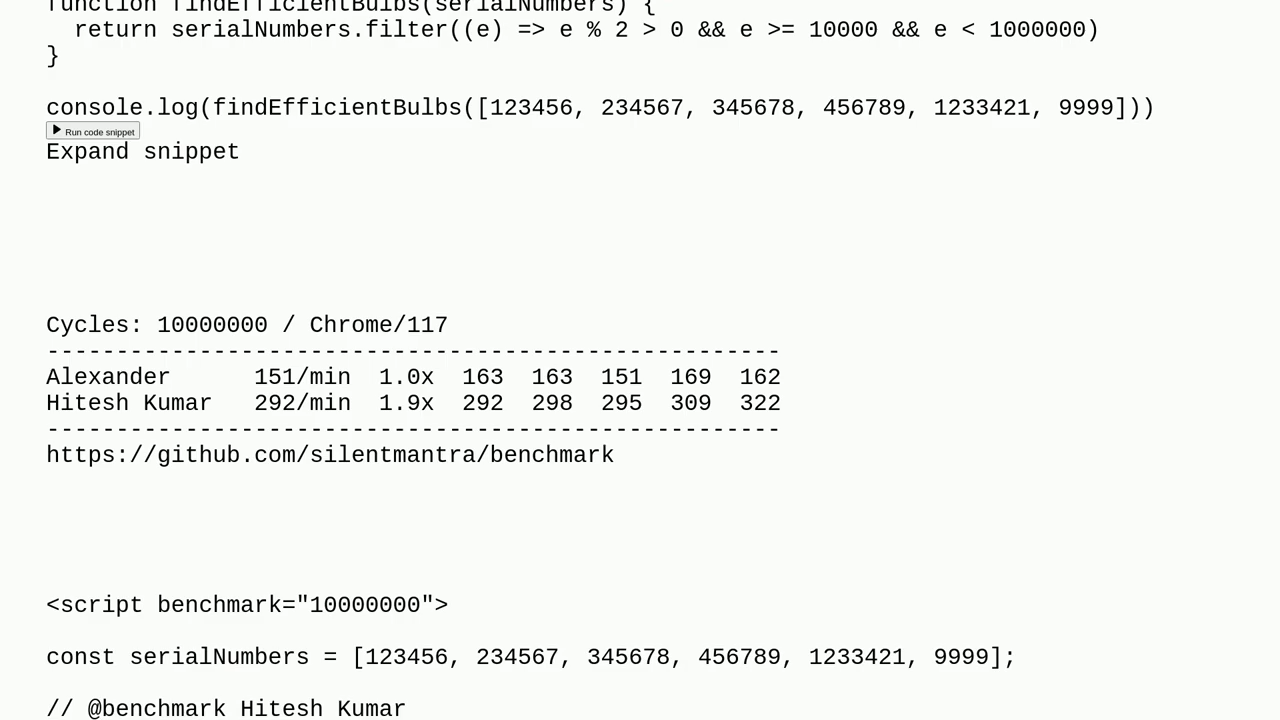 function findEfficientBulbs(serialNumbers) {
  return serialNumbers.filter((e) => e % 2 > 0 && e >= 10000 && e < 1000000)
}
console.log(findEfficientBulbs([123456, 234567, 345678, 456789, 1233421, 9999]))
Run code snippet
Expand snippet
Cycles: 10000000 / Chrome/117
-----------------------------------------------------
Alexander      151/min  1.0x  163  163  151  169  162
Hitesh Kumar   292/min  1.9x  292  298  295  309  322
-----------------------------------------------------
https://github.com/silentmantra/benchmark
<script benchmark="10000000">
const serialNumbers = [123456, 234567, 345678, 456789, 1233421, 9999];
// @benchmark Hitesh Kumar